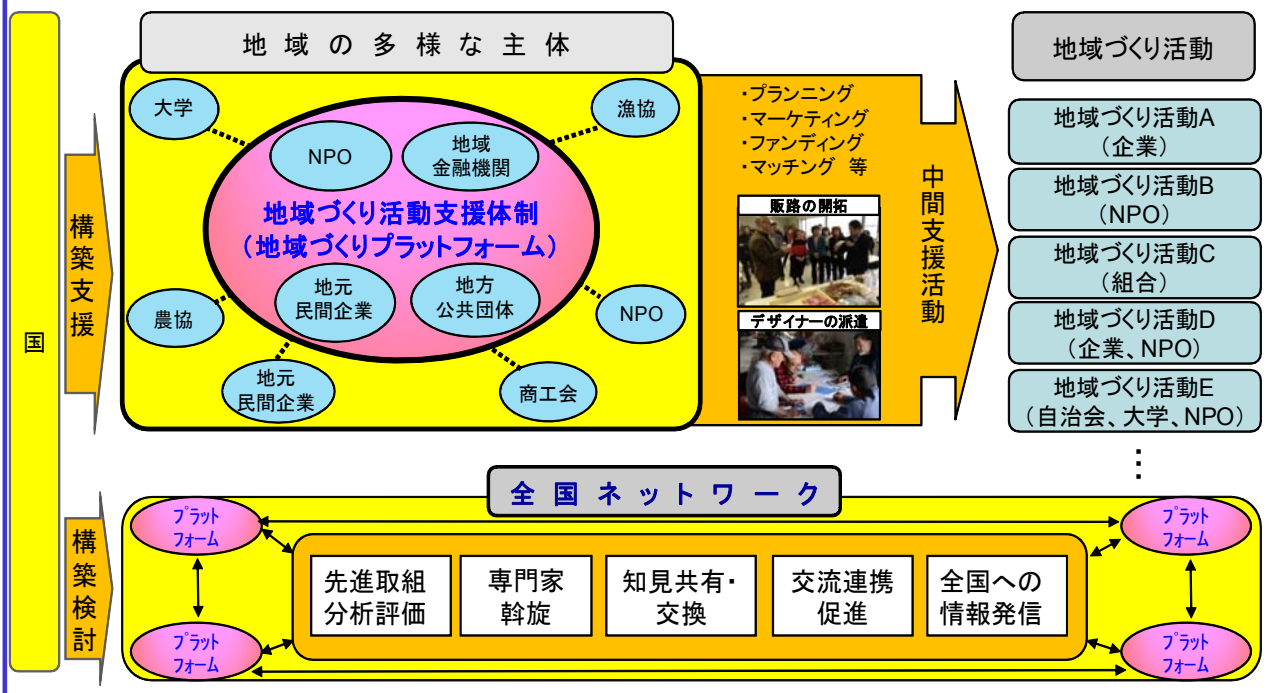 国
構築支援
地域の多様な主体
大学
漁協
NPO
地域
金融機関
地域づくり活動支援体制
(地域づくりプラットフォーム)
地元
民間企業
地方
公共団体
農協
NPO
地元
民間企業
商工会
・プランニング
・マーケティング
・ファンディング
・マッチング 等
販路の開拓
デザイナーの派遣
中間支援活動
地域づくり活動
地域づくり活動A
(企業)
地域づくり活動B
(NPO)
地域づくり活動C
(組合)
地域づくり活動D
(企業、NPO)
地域づくり活動E
(自治会、大学、NPO)
⋮
構築検討
全国ネットワーク
プラット
フォーム
プラット
フォーム
先進取組
分析評価
専門家
斡旋
知見共有・
交換
交流連携
促進
全国への
情報発信
プラット
フォーム
プラット
フォーム